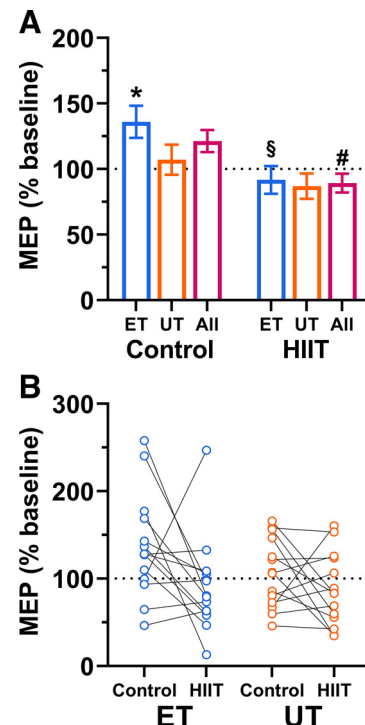 A
MEP (% baseline)
200
150
100
50
0
*
§
#
ET UT All ET UT All
Control HIIT
B
MEP (% baseline)
300
200
100
0
Control HIIT Control HIIT
ET UT